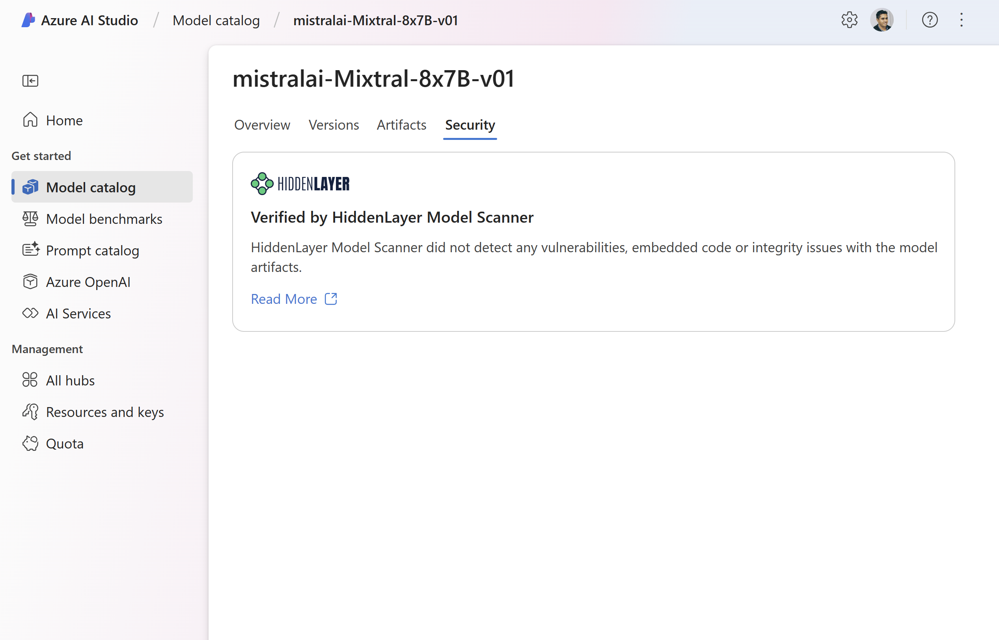 Azure AI Studio / Model catalog / mistralai-Mixtral-8x7B-v01
Home
Get started
Model catalog
Model benchmarks
Prompt catalog
Azure OpenAI
AI Services
Management
All hubs
Resources and keys
Quota
mistralai-Mixtral-8x7B-v01
Overview Versions Artifacts Security
HIDDENLAYER
Verified by HiddenLayer Model Scanner
HiddenLayer Model Scanner did not detect any vulnerabilities, embedded code or integrity issues with the model
artifacts.
Read More